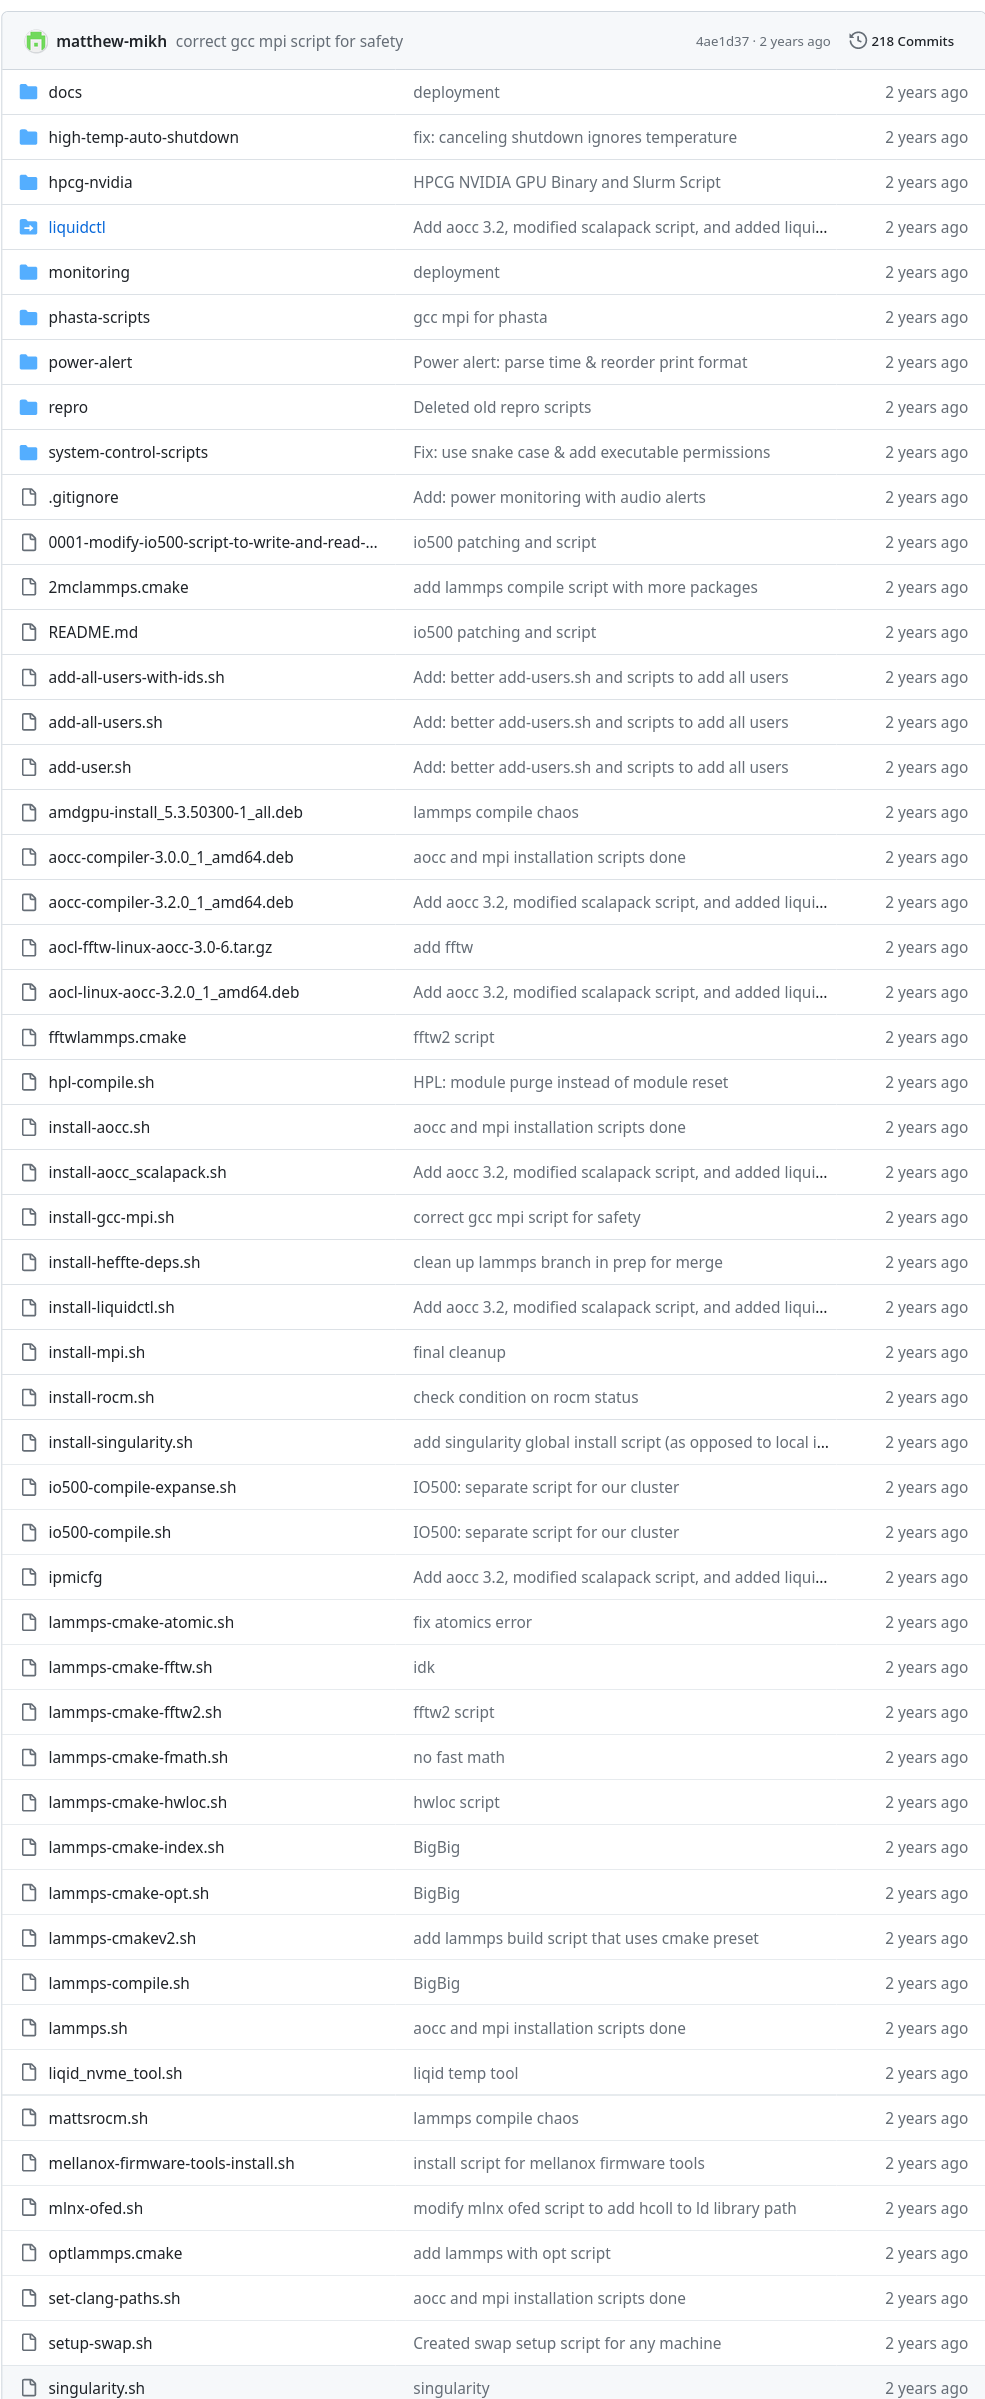 matthew-mikh correct gcc mpi script for safety 4ae1d37 · 2 years ago 218 Commits
docs deployment 2 years ago
high-temp-auto-shutdown fix: canceling shutdown ignores temperature 2 years ago
hpcg-nvidia HPCG NVIDIA GPU Binary and Slurm Script 2 years ago
liquidctl Add aocc 3.2, modified scalapack script, and added liqui... 2 years ago
monitoring deployment 2 years ago
phasta-scripts gcc mpi for phasta 2 years ago
power-alert Power alert: parse time & reorder print format 2 years ago
repro Deleted old repro scripts 2 years ago
system-control-scripts Fix: use snake case & add executable permissions 2 years ago
.gitignore Add: power monitoring with audio alerts 2 years ago
0001-modify-io500-script-to-write-and-read-... io500 patching and script 2 years ago
2mclammps.cmake add lammps compile script with more packages 2 years ago
README.md io500 patching and script 2 years ago
add-all-users-with-ids.sh Add: better add-users.sh and scripts to add all users 2 years ago
add-all-users.sh Add: better add-users.sh and scripts to add all users 2 years ago
add-user.sh Add: better add-users.sh and scripts to add all users 2 years ago
amdgpu-install_5.3.50300-1_all.deb lammps compile chaos 2 years ago
aocc-compiler-3.0.0_1_amd64.deb aocc and mpi installation scripts done 2 years ago
aocc-compiler-3.2.0_1_amd64.deb Add aocc 3.2, modified scalapack script, and added liqui... 2 years ago
aocl-fftw-linux-aocc-3.0-6.tar.gz add fftw 2 years ago
aocl-linux-aocc-3.2.0_1_amd64.deb Add aocc 3.2, modified scalapack script, and added liqui... 2 years ago
fftwlammps.cmake fftw2 script 2 years ago
hpl-compile.sh HPL: module purge instead of module reset 2 years ago
install-aocc.sh aocc and mpi installation scripts done 2 years ago
install-aocc_scalapack.sh Add aocc 3.2, modified scalapack script, and added liqui... 2 years ago
install-gcc-mpi.sh correct gcc mpi script for safety 2 years ago
install-heffte-deps.sh clean up lammps branch in prep for merge 2 years ago
install-liquidctl.sh Add aocc 3.2, modified scalapack script, and added liqui... 2 years ago
install-mpi.sh final cleanup 2 years ago
install-rocm.sh check condition on rocm status 2 years ago
install-singularity.sh add singularity global install script (as opposed to local i... 2 years ago
io500-compile-expanse.sh IO500: separate script for our cluster 2 years ago
io500-compile.sh IO500: separate script for our cluster 2 years ago
ipmicfg Add aocc 3.2, modified scalapack script, and added liqui... 2 years ago
lammps-cmake-atomic.sh fix atomics error 2 years ago
lammps-cmake-fftw.sh idk 2 years ago
lammps-cmake-fftw2.sh fftw2 script 2 years ago
lammps-cmake-fmath.sh no fast math 2 years ago
lammps-cmake-hwloc.sh hwloc script 2 years ago
lammps-cmake-index.sh BigBig 2 years ago
lammps-cmake-opt.sh BigBig 2 years ago
lammps-cmakev2.sh add lammps build script that uses cmake preset 2 years ago
lammps-compile.sh BigBig 2 years ago
lammps.sh aocc and mpi installation scripts done 2 years ago
liqid_nvme_tool.sh liqid temp tool 2 years ago
mattsrocm.sh lammps compile chaos 2 years ago
mellanox-firmware-tools-install.sh install script for mellanox firmware tools 2 years ago
mlnx-ofed.sh modify mlnx ofed script to add hcoll to ld library path 2 years ago
optlammps.cmake add lammps with opt script 2 years ago
set-clang-paths.sh aocc and mpi installation scripts done 2 years ago
setup-swap.sh Created swap setup script for any machine 2 years ago
singularity.sh singularity 2 years ago